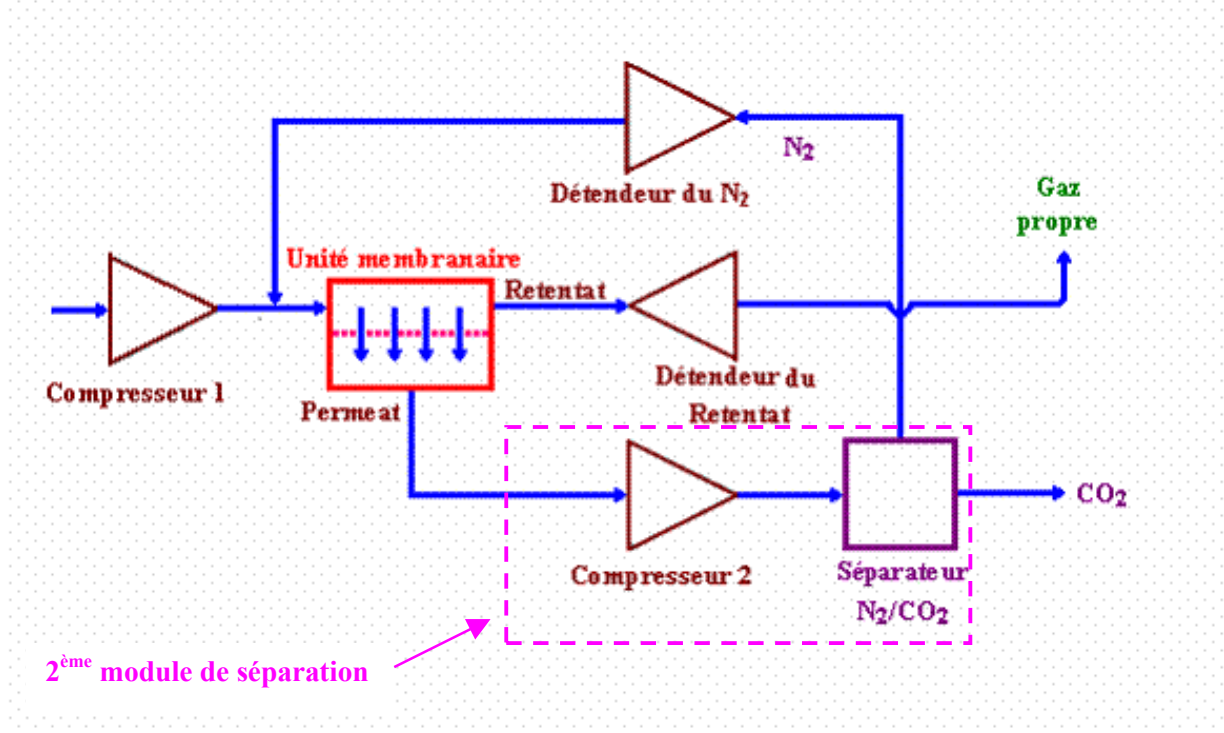 N₂
Détendeur du N₂
Gaz
propre
Unité membranaire
Retentat
Compresseur 1
Permeat
Détendeur du
Retentat
CO₂
Compresseur 2
Séparateur
N₂/CO₂
2ème module de séparation